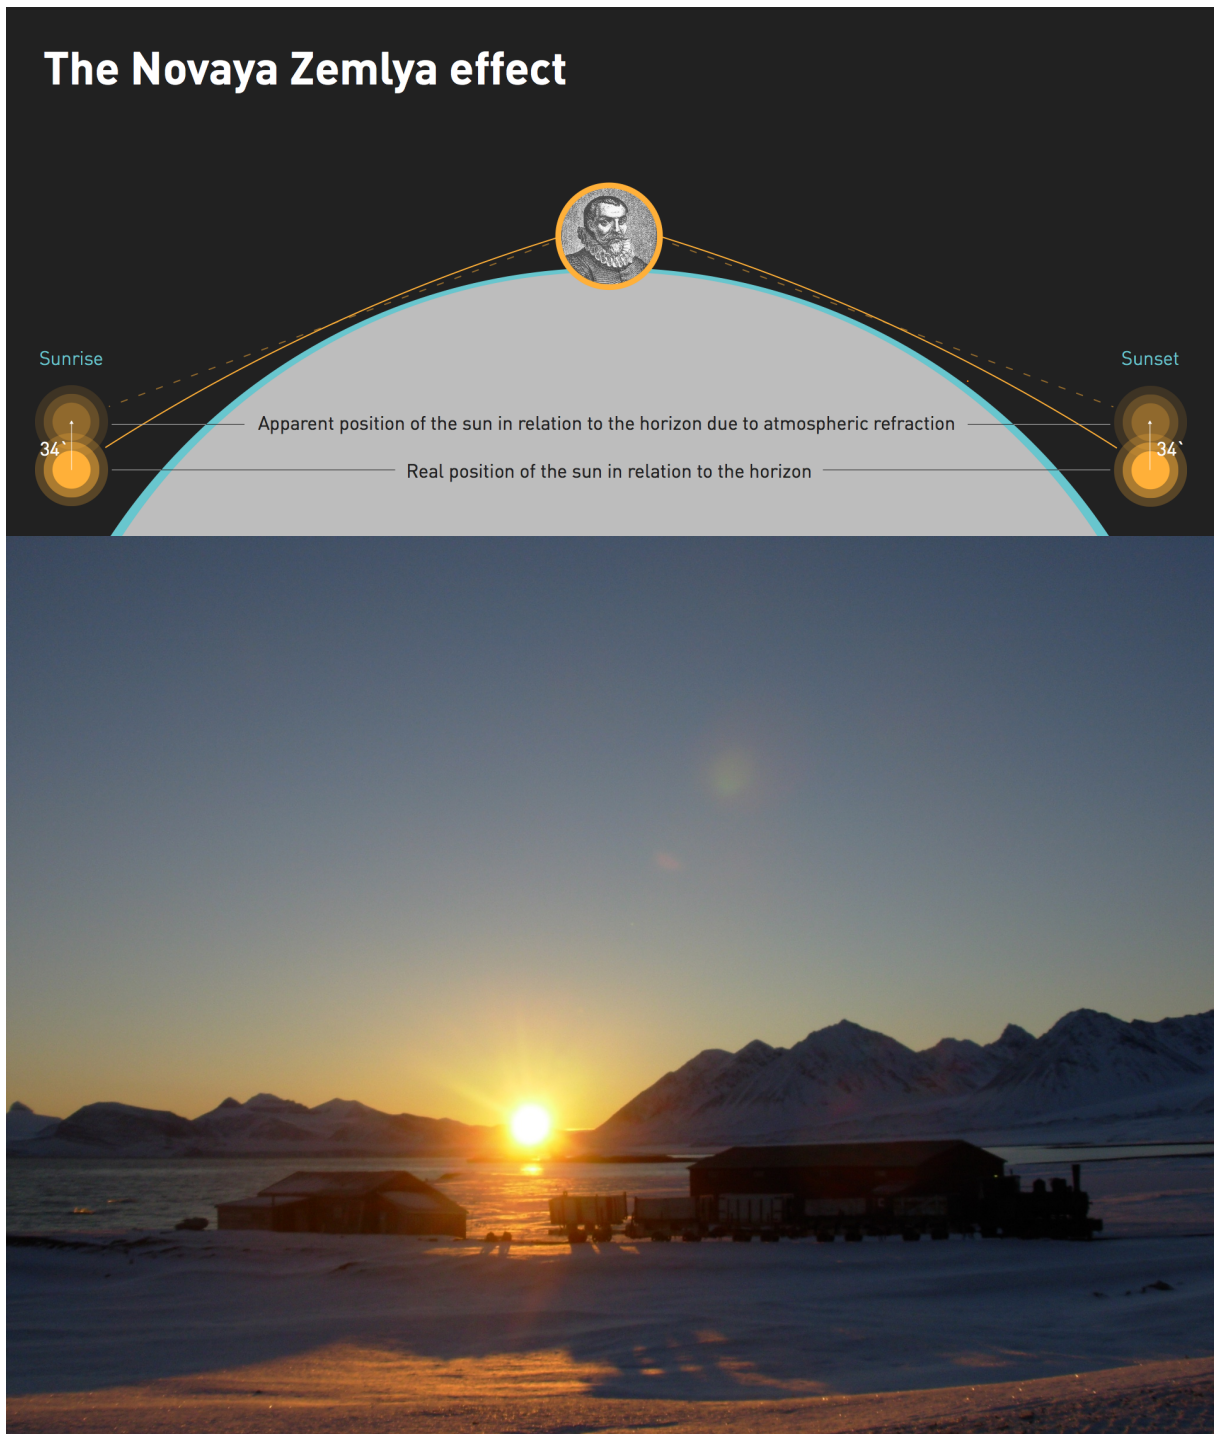 The Novaya Zemlya effect
Sunrise
Sunset
Apparent position of the sun in relation to the horizon due to atmospheric refraction
34`
34`
Real position of the sun in relation to the horizon